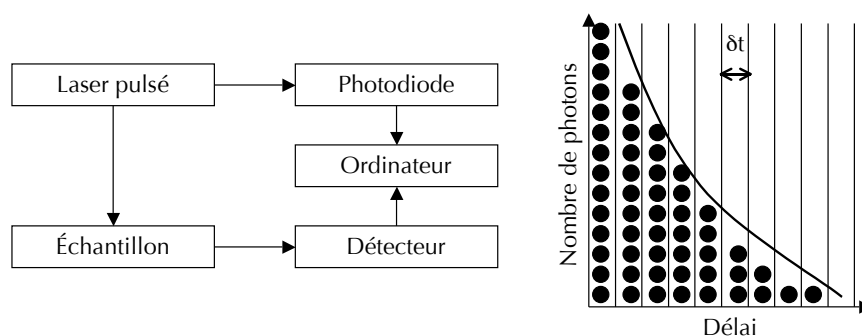 Laser pulsé
Photodiode
Ordinateur
Échantillon
Détecteur
Nombre de photons
δt
Délai